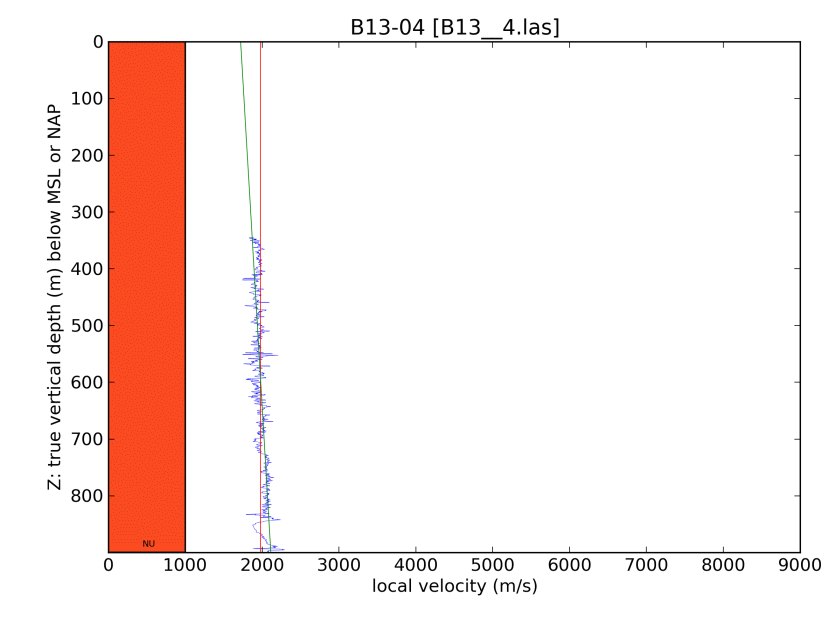 B13-04 [B13__4.las]
0
100
200
300
400
500
600
700
800
Z: true vertical depth (m) below MSL or NAP
NU
0 1000 2000 3000 4000 5000 6000 7000 8000 9000
local velocity (m/s)